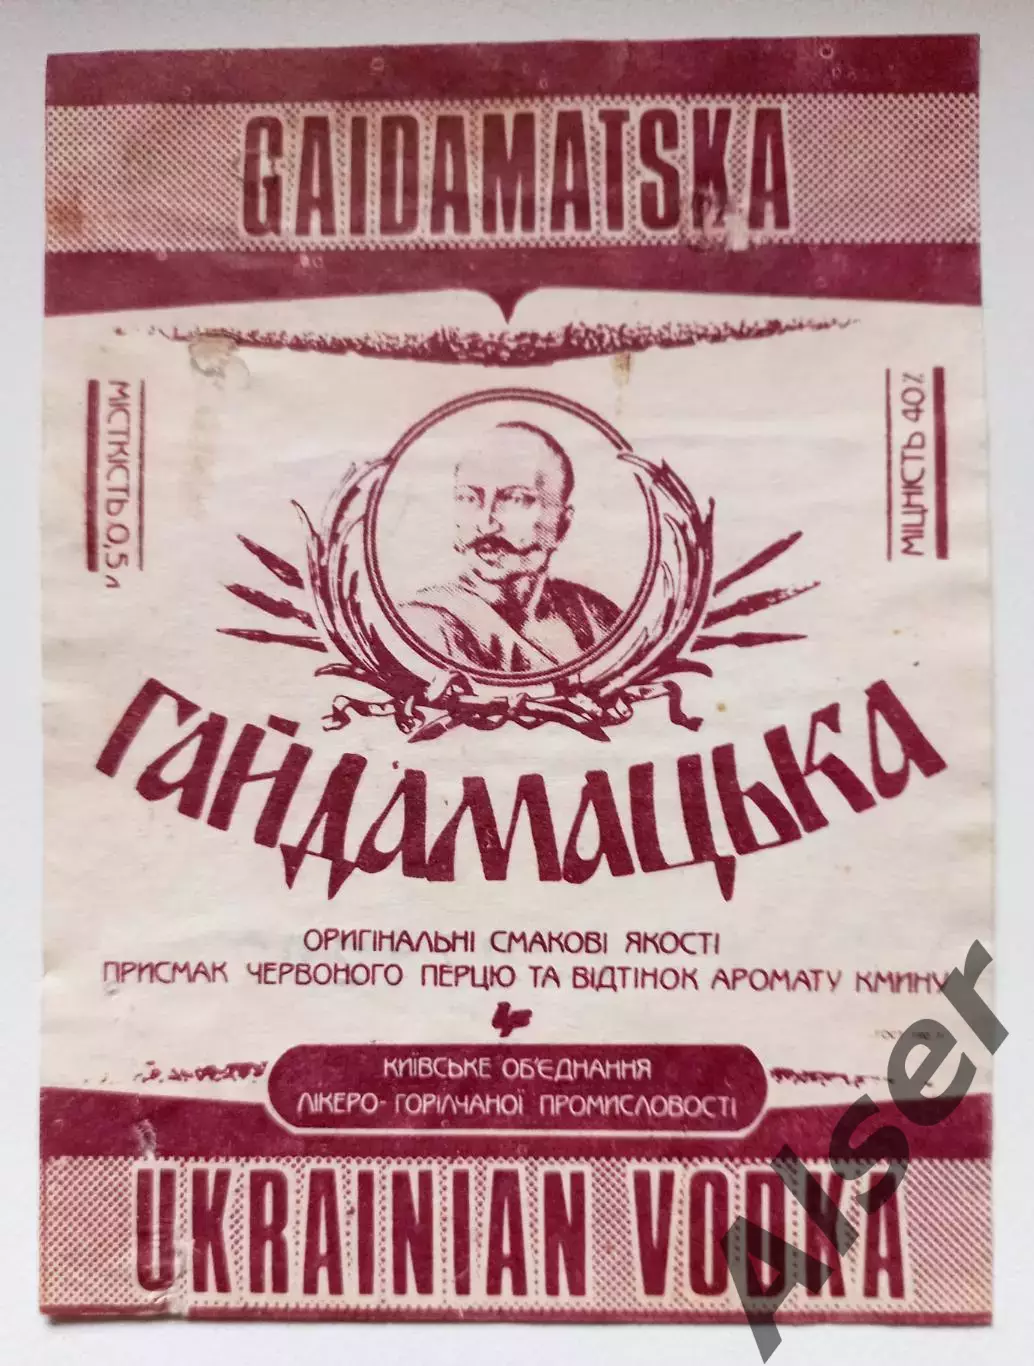 GAIDAMATSKA
МІСТКІСТЬ 0,5 л
МІЦНІСТЬ 40%
ГАЙДАМАЦЬКА
ОРИГІНАЛЬНІ СМАКОВІ ЯКОСТІ
ПРИСМАК ЧЕРВОНОГО ПЕРЦЮ ТА ВІДТІНОК АРОМАТУ КМИНУ
КИЇВСЬКЕ ОБ'ЄДНАННЯ
ЛІКЕРО-ГОРІЛЧАНОЇ ПРОМИСЛОВОСТІ
UKRAINIAN VODKA
Alser